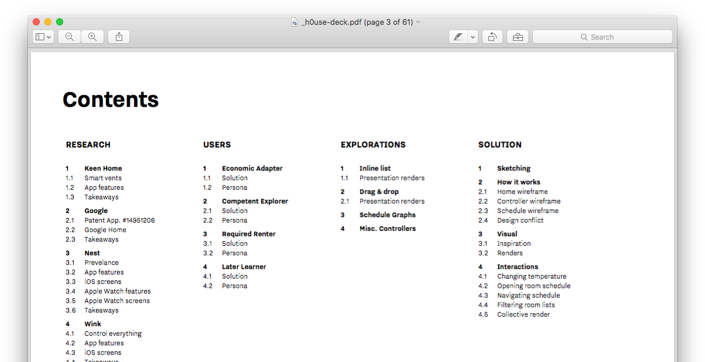 _h0use-deck.pdf (page 3 of 61)
Search
Contents
RESEARCH
1 Keen Home
1.1 Smart vents
1.2 App features
1.3 Takeaways
2 Google
2.1 Patent App. #14951206
2.2 Google Home
2.3 Takeaways
3 Nest
3.1 Prevelance
3.2 App features
3.3 iOS screens
3.4 Apple Watch features
3.5 Apple Watch screens
3.6 Takeaways
4 Wink
4.1 Control everything
4.2 App features
4.3 iOS screens
4.4 Takeaways
USERS
1 Economic Adapter
1.1 Solution
1.2 Persona
2 Competent Explorer
2.1 Solution
2.2 Persona
3 Required Renter
3.1 Solution
3.2 Persona
4 Later Learner
4.1 Solution
4.2 Persona
EXPLORATIONS
1 Inline list
1.1 Presentation renders
2 Drag & drop
2.1 Presentation renders
3 Schedule Graphs
4 Misc. Controllers
SOLUTION
1 Sketching
2 How it works
2.1 Home wireframe
2.2 Controller wireframe
2.3 Schedule wireframe
2.4 Design conflict
3 Visual
3.1 Inspiration
3.2 Renders
4 Interactions
4.1 Changing temperature
4.2 Opening room schedule
4.3 Navigating schedule
4.4 Filtering room lists
4.5 Collective render